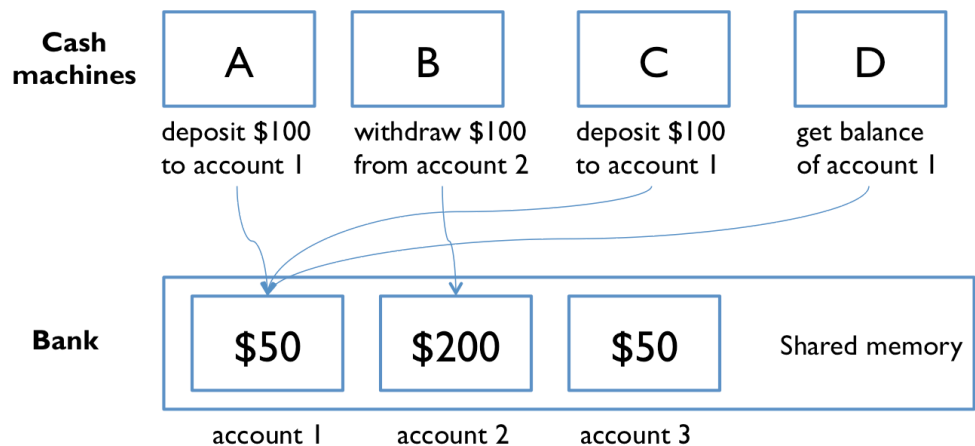 Cash
machines
A
B
C
D
deposit $100
to account 1
withdraw $100
from account 2
deposit $100
to account 1
get balance
of account 1
Bank
$50
$200
$50
Shared memory
account 1
account 2
account 3